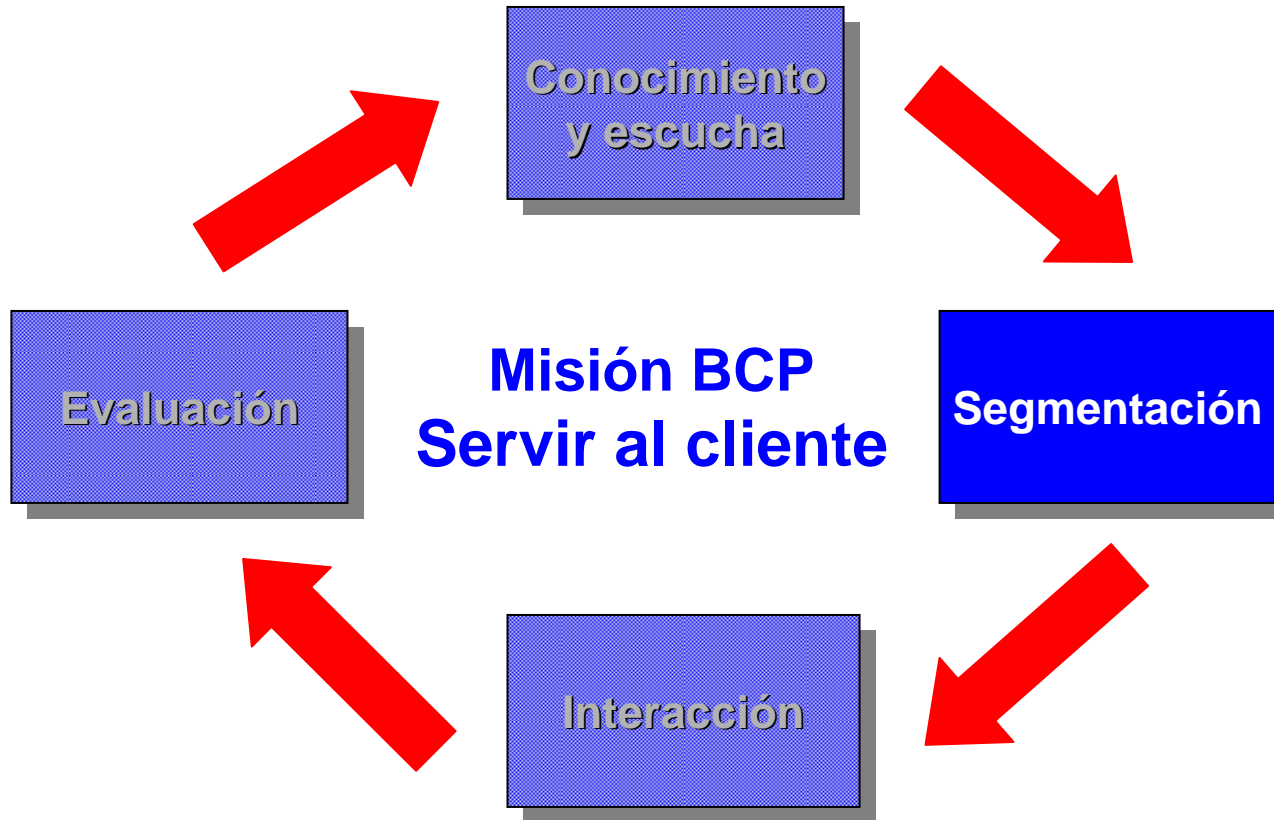 Conocimiento
y escucha
Misión BCP
Servir al cliente
Evaluación
Segmentación
Interacción